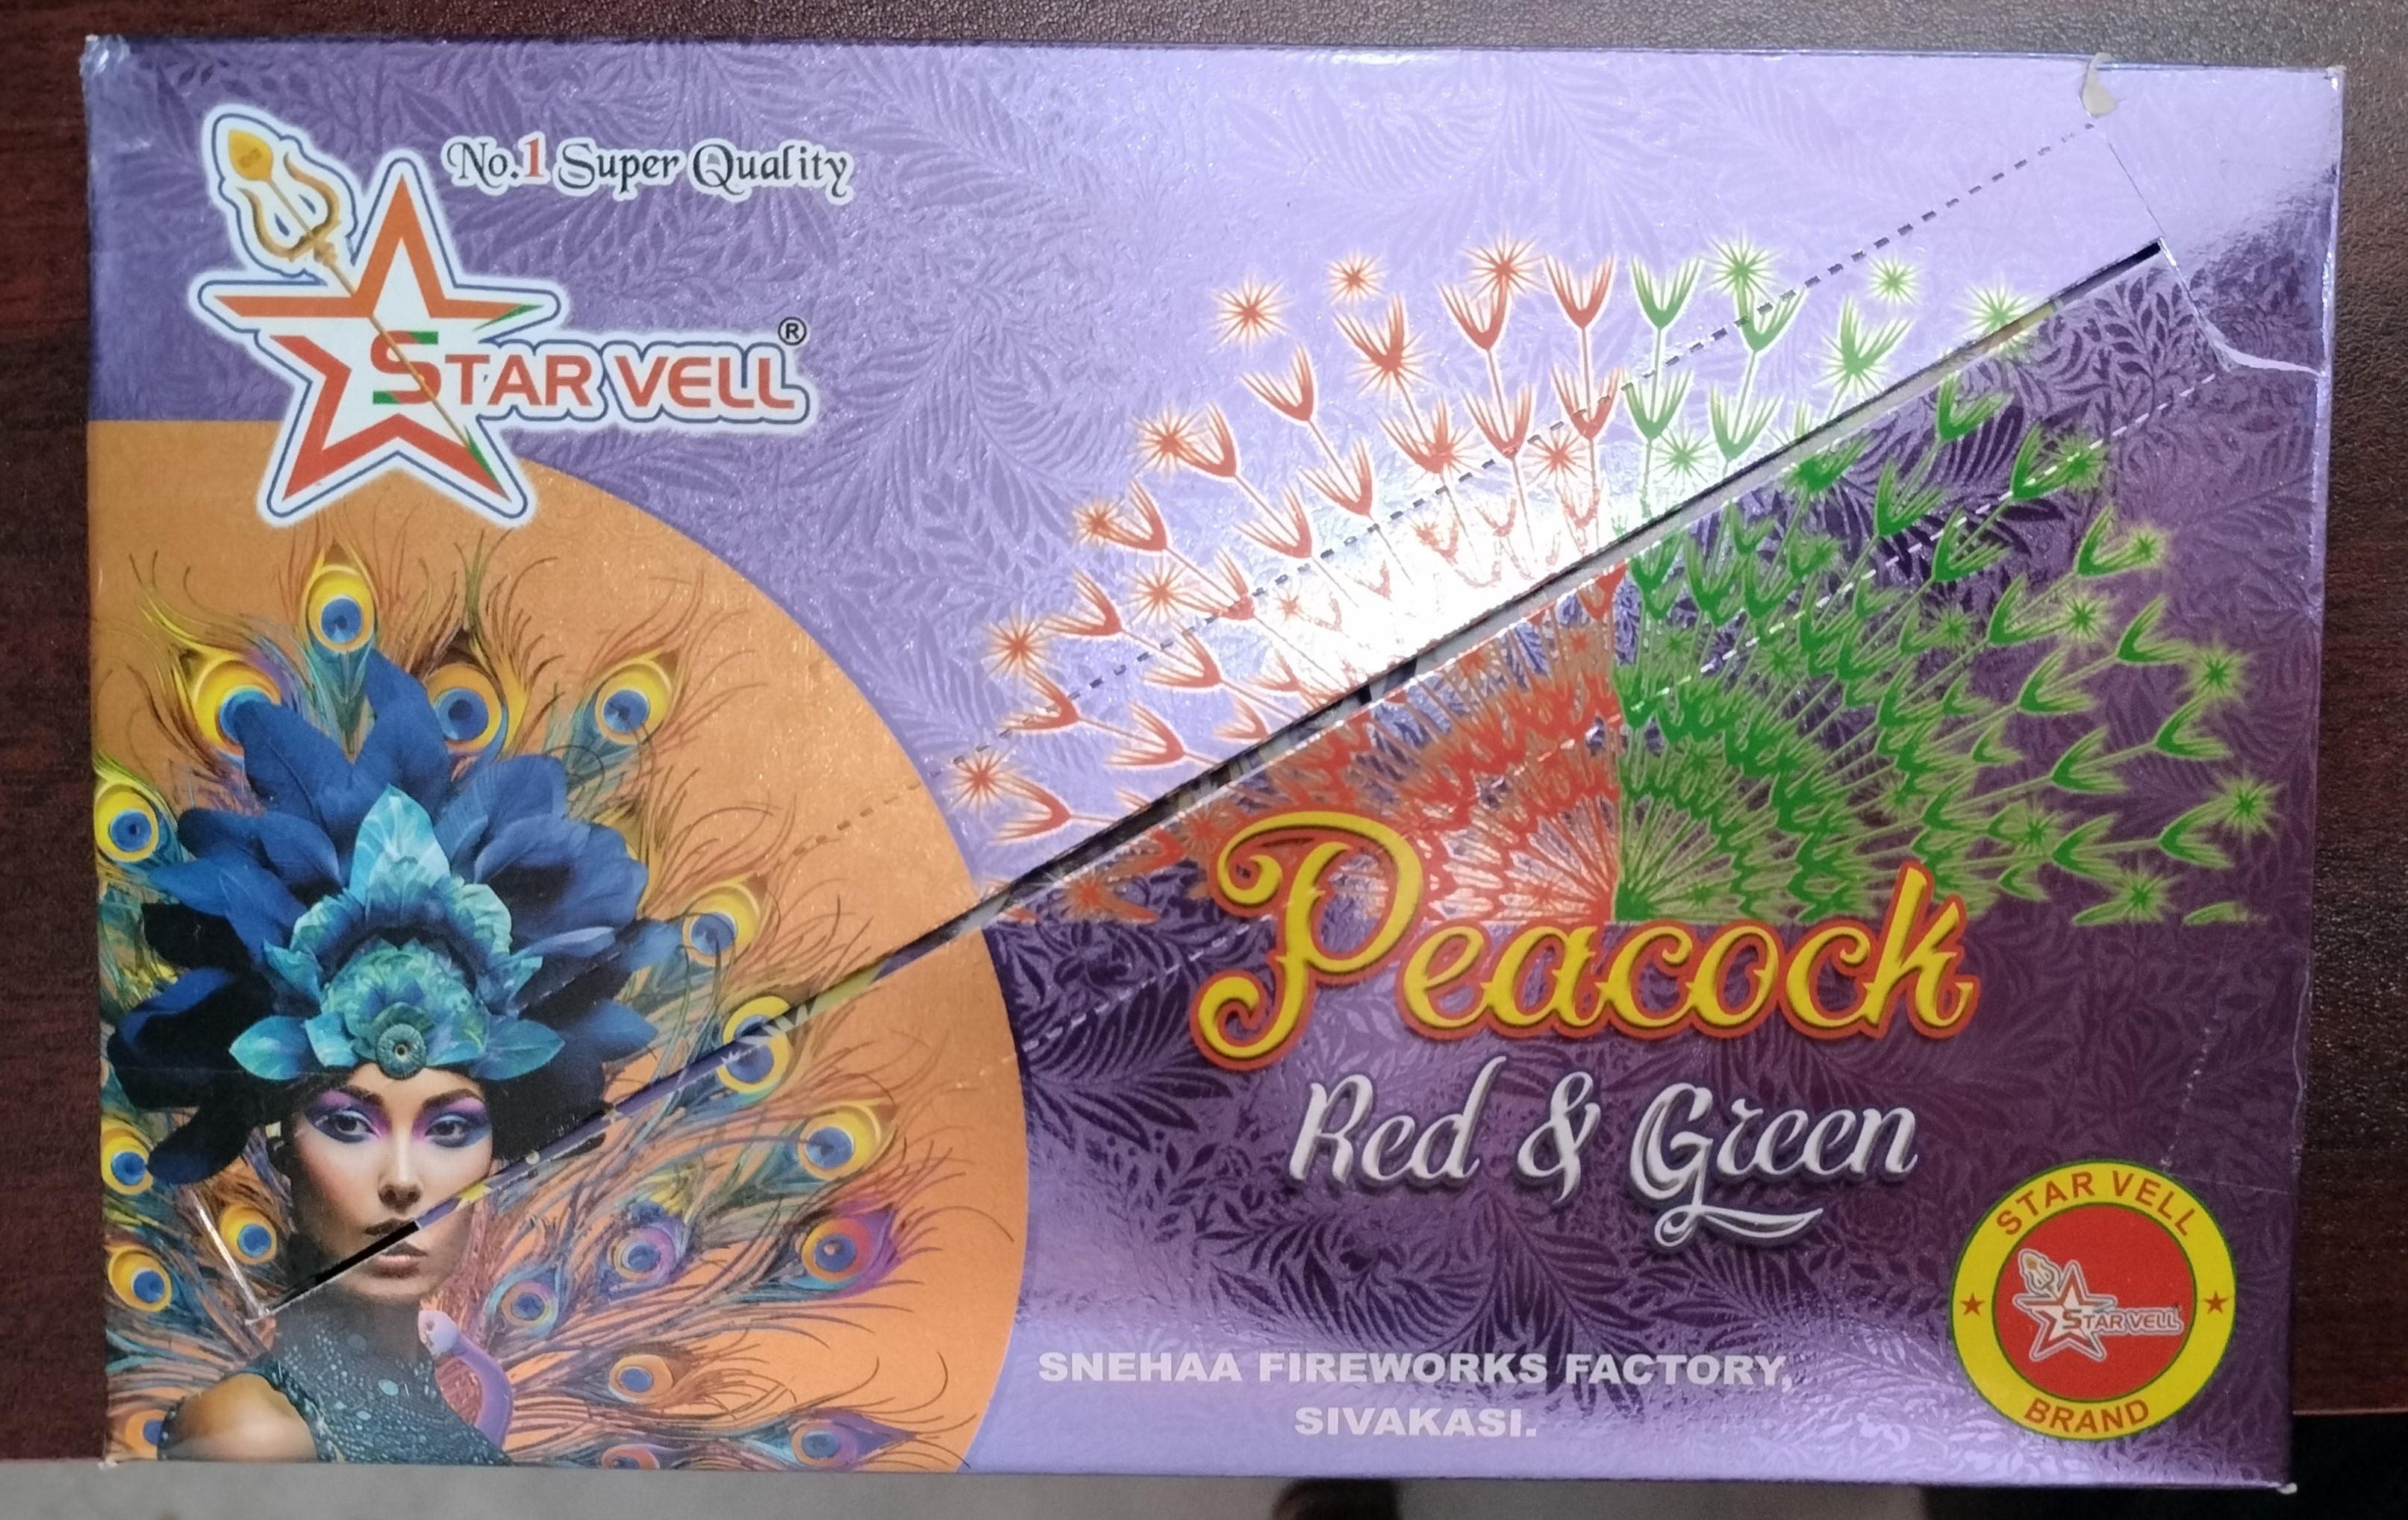 No.1 Super Quality
STAR VELL®
Peacock
Red & Green
SNEHAA FIREWORKS FACTORY,
SIVAKASI.
STAR VELL
STAR VELL
BRAND